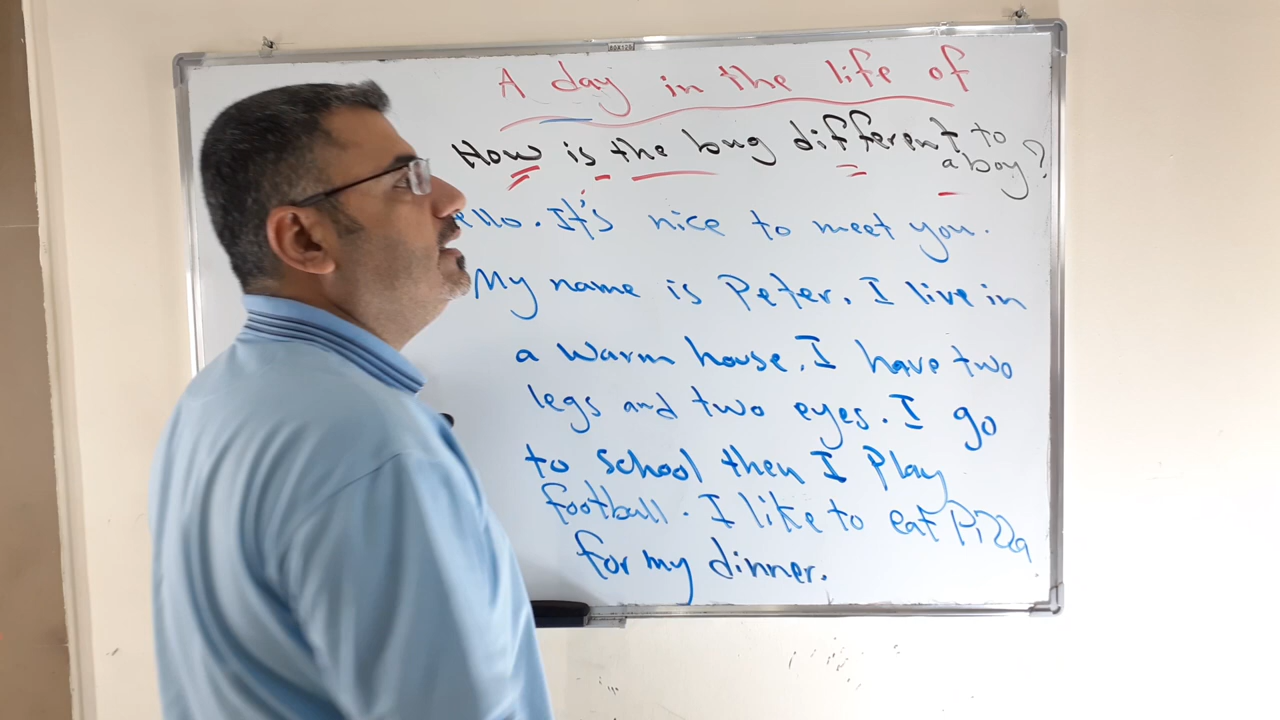 A day in the life of
How is the bug different to
a boy?
ello. It's nice to meet you.
My name is Peter. I live in
a warm house. I have two
legs and two eyes. I go
to school then I Play
football. I like to eat Pizza
for my dinner.